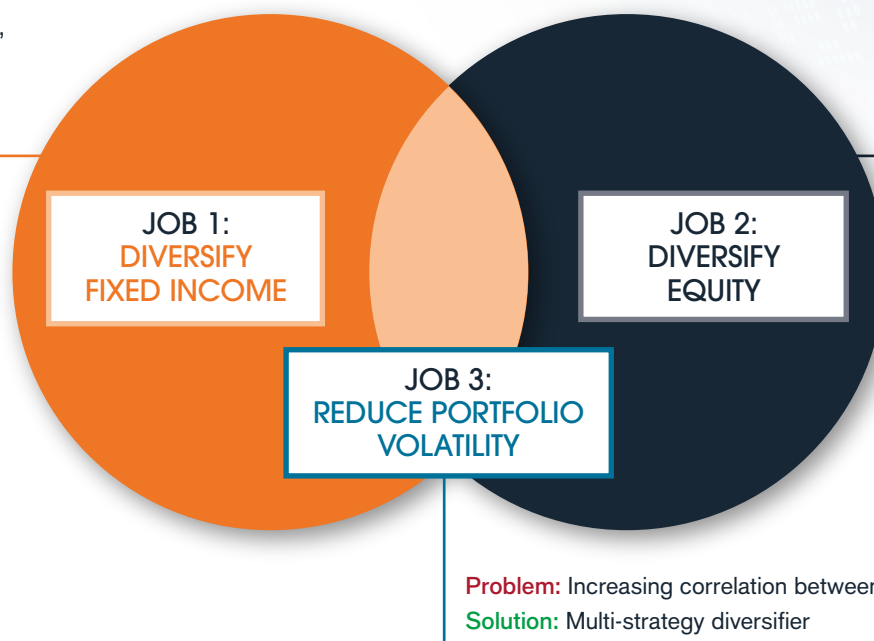 ,
JOB 1:
DIVERSIFY
FIXED INCOME
JOB 2:
DIVERSIFY
EQUITY
JOB 3:
REDUCE PORTFOLIO
VOLATILITY
Problem: Increasing correlation between
Solution: Multi-strategy diversifier